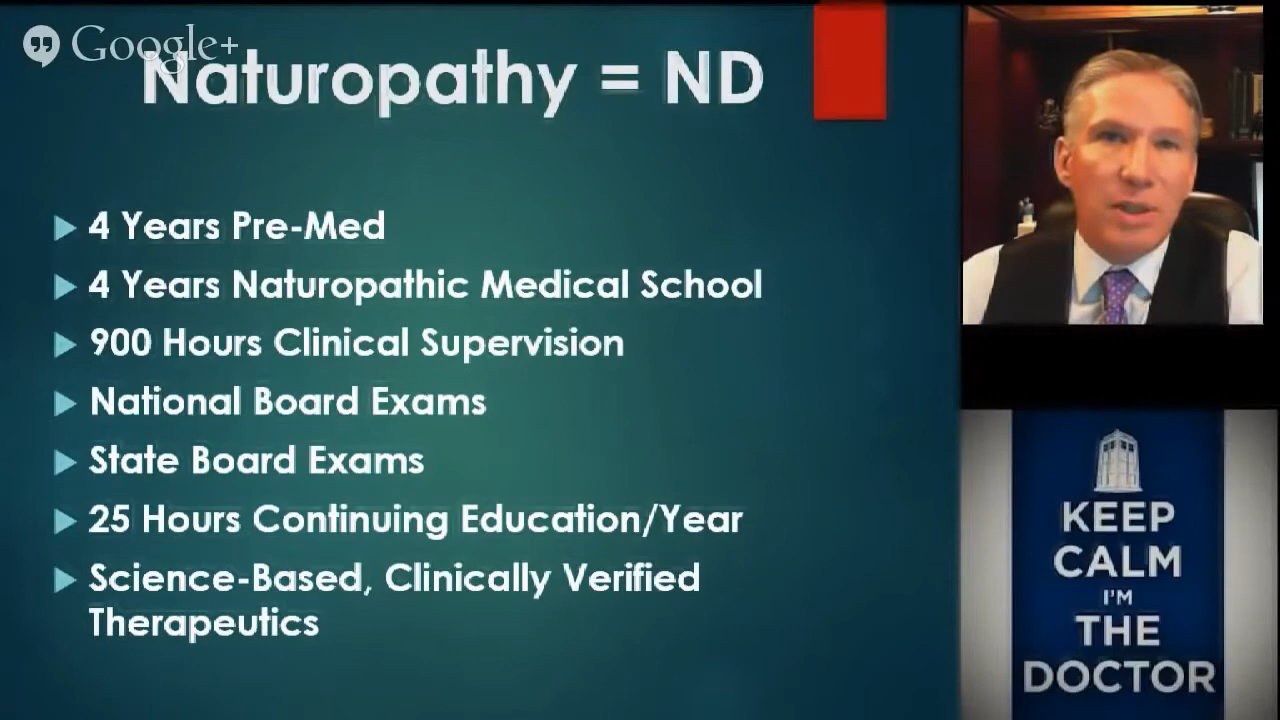 Google+
Naturopathy = ND
4 Years Pre-Med
4 Years Naturopathic Medical School
900 Hours Clinical Supervision
National Board Exams
State Board Exams
25 Hours Continuing Education/Year
Science-Based, Clinically Verified
Therapeutics
KEEP
CALM
I'M
THE
DOCTOR